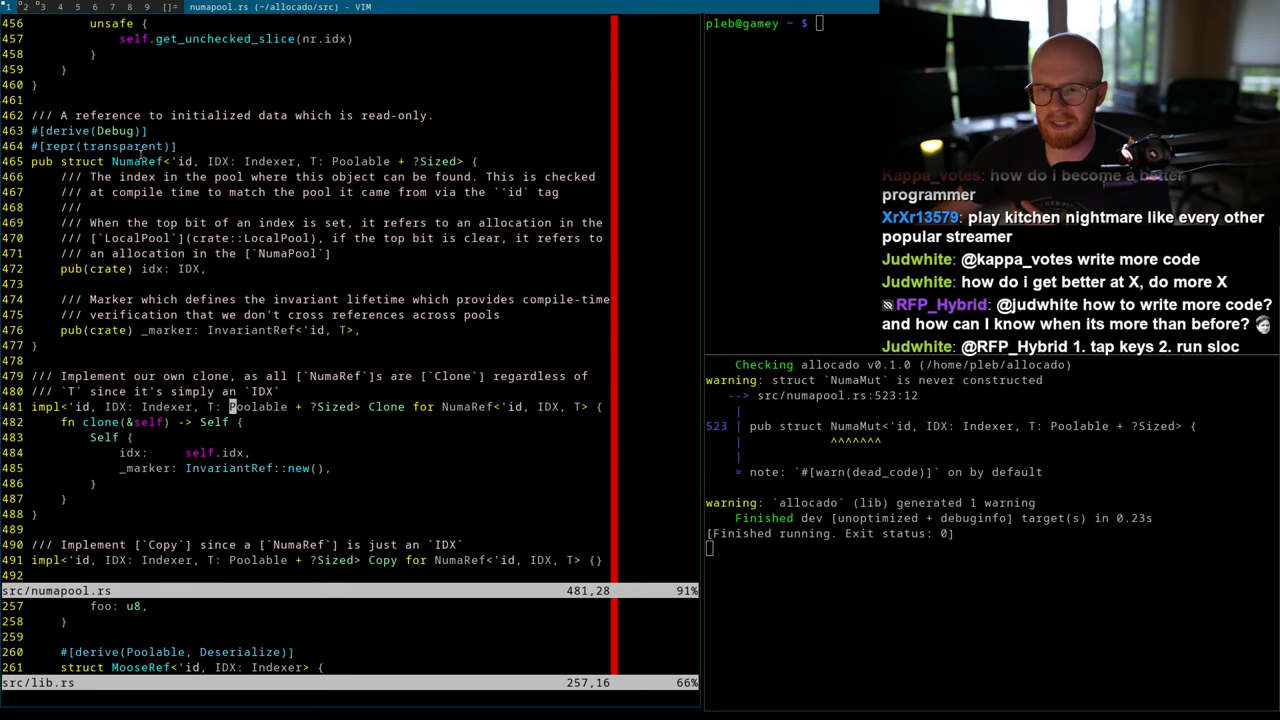 1 2 3 4 5 6 7 8 9 []= numapool.rs (~/allocado/src) - VIM
456         unsafe {
457             self.get_unchecked_slice(nr.idx)
458         }
459     }
460 }
461
462 /// A reference to initialized data which is read-only.
463 #[derive(Debug)]
464 #[repr(transparent)]
465 pub struct NumaRef<'id, IDX: Indexer, T: Poolable + ?Sized> {
466     /// The index in the pool where this object can be found. This is checked
467     /// at compile time to match the pool it came from via the ``id` tag
468     ///
469     /// When the top bit of an index is set, it refers to an allocation in the
470     /// [`LocalPool`](crate::LocalPool), if the top bit is clear, it refers to
471     /// an allocation in the [`NumaPool`]
472     pub(crate) idx: IDX,
473
474     /// Marker which defines the invariant lifetime which provides compile-time
475     /// verification that we don't cross references across pools
476     pub(crate) _marker: InvariantRef<'id, T>,
477 }
478
479 /// Implement our own clone, as all [`NumaRef`]s are [`Clone`] regardless of
480 /// `T` since it's simply an `IDX`
481 impl<'id, IDX: Indexer, T: Poolable + ?Sized> Clone for NumaRef<'id, IDX, T> {
482     fn clone(&self) -> Self {
483         Self {
484             idx:     self.idx,
485             _marker: InvariantRef::new(),
486         }
487     }
488 }
489
490 /// Implement [`Copy`] since a [`NumaRef`] is just an `IDX`
491 impl<'id, IDX: Indexer, T: Poolable + ?Sized> Copy for NumaRef<'id, IDX, T> {}
492
src/numapool.rs 481,28 91%
257         foo: u8,
258     }
259
260     #[derive(Poolable, Deserialize)]
261     struct MooseRef<'id, IDX: Indexer> {
src/lib.rs 257,16 66%
pleb@gamey ~ $
Kappa_votes: how do i become a better
programmer
XrXr13579: play kitchen nightmare like every other
popular streamer
Judwhite: @kappa_votes write more code
Judwhite: how do i get better at X, do more X
RFP_Hybrid: @judwhite how to write more code?
and how can I know when its more than before?
Judwhite: @RFP_Hybrid 1. tap keys 2. run sloc
Checking allocado v0.1.0 (/home/pleb/allocado)
warning: struct `NumaMut` is never constructed
--> src/numapool.rs:523:12
|
523 | pub struct NumaMut<'id, IDX: Indexer, T: Poolable + ?Sized> {
|            ^^^^^^^
|
= note: `#[warn(dead_code)]` on by default
warning: `allocado` (lib) generated 1 warning
Finished dev [unoptimized + debuginfo] target(s) in 0.23s
[Finished running. Exit status: 0]